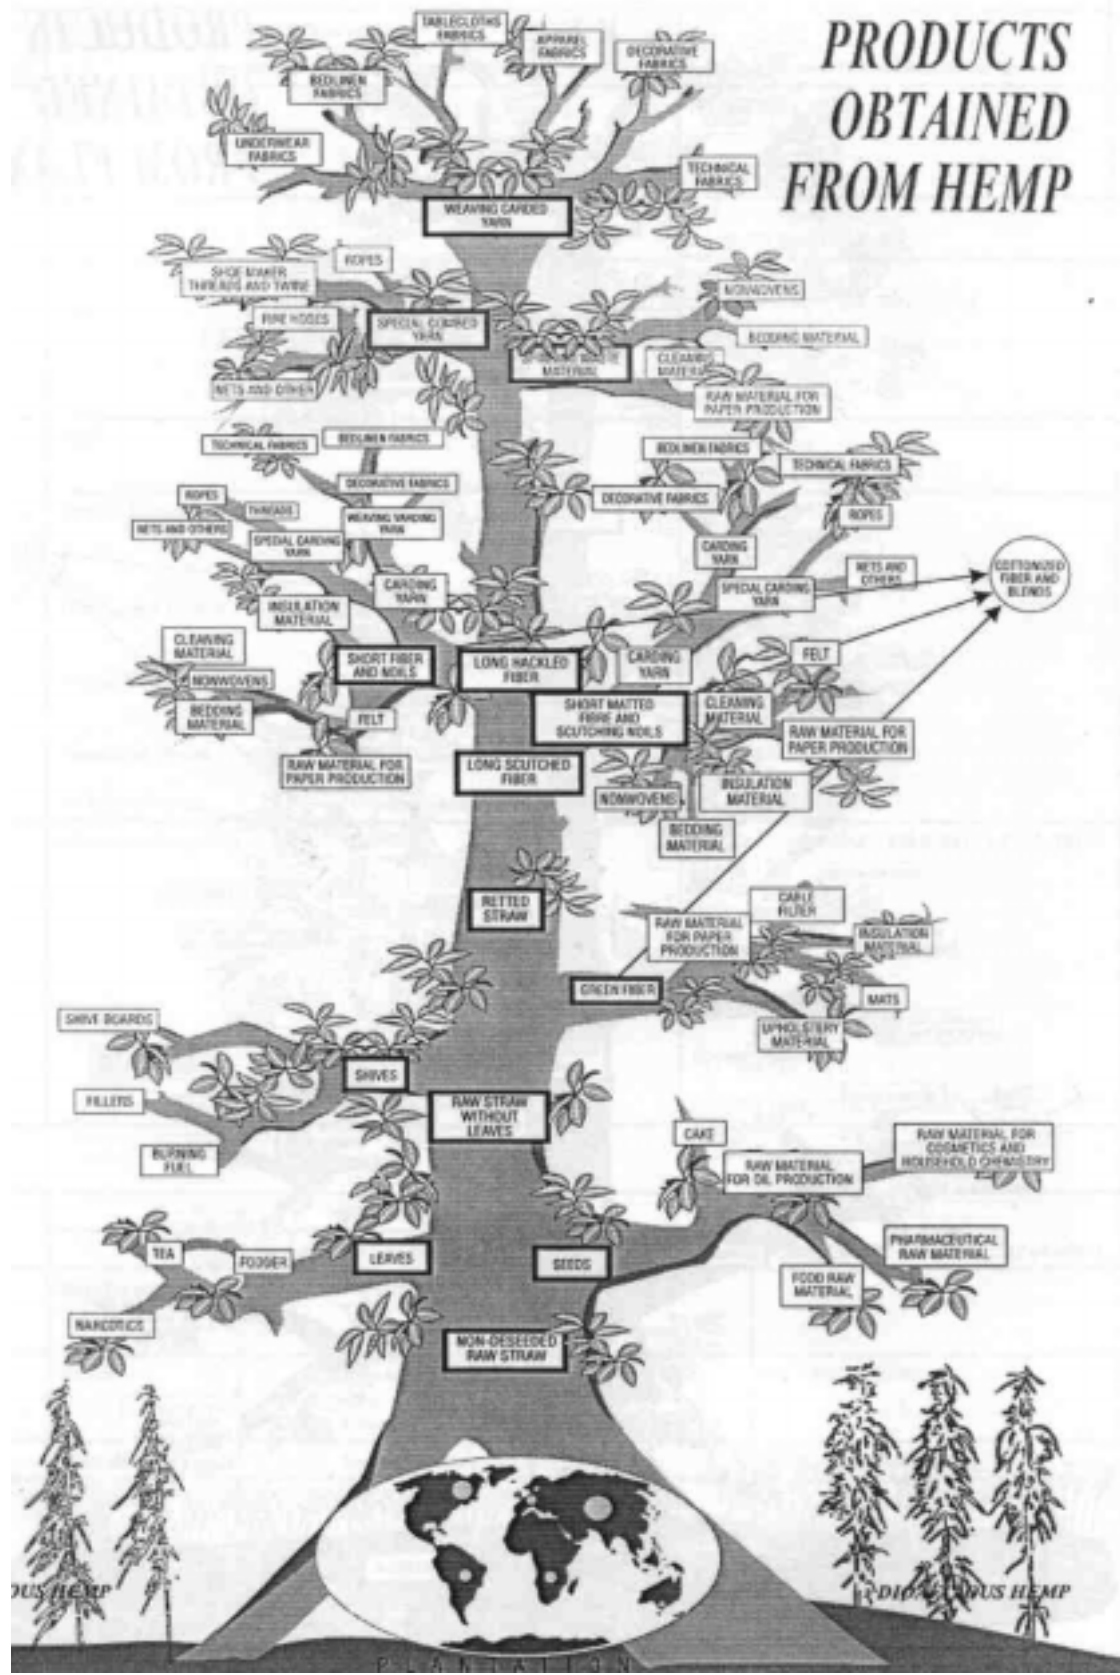 PRODUCTS
OBTAINED
FROM HEMP
TABLECLOTHS
FABRICS
APPAREL
FABRICS
DECORATIVE
FABRICS
BEDLINEN
FABRICS
UNDERWEAR
FABRICS
TECHNICAL
FABRICS
WEAVING CARDED
YARN
ROPES
SHOE MAKER
THREADS AND TWINE
FIRE HOSES
SPECIAL COMBED
YARN
NETS AND OTHER
NONWOVENS
BEDDING MATERIAL
SPINNING WASTE
MATERIAL
CLEANING
MATERIAL
RAW MATERIAL FOR
PAPER PRODUCTION
TECHNICAL FABRICS
BEDLINEN FABRICS
DECORATIVE FABRICS
ROPES
THREADS
NETS AND OTHERS
SPECIAL CARDING
YARN
WEAVING VARDING
YARN
CARDING
YARN
INSULATION
MATERIAL
BEDLINEN FABRICS
TECHNICAL FABRICS
DECORATIVE FABRICS
ROPES
CARDING
YARN
NETS AND
OTHERS
SPECIAL CARDING
YARN
COTTONIZED
FIBER AND
BLENDS
CLEANING
MATERIAL
NONWOVENS
BEDDING
MATERIAL
SHORT FIBER
AND NOILS
FELT
RAW MATERIAL FOR
PAPER PRODUCTION
LONG HACKLED
FIBER
CARDING
YARN
FELT
SHORT MATTED
FIBRE AND
SCUTCHING NOILS
CLEANING
MATERIAL
RAW MATERIAL FOR
PAPER PRODUCTION
LONG SCUTCHED
FIBER
NONWOVENS
INSULATION
MATERIAL
BEDDING
MATERIAL
RETTED
STRAW
CABLE
FILTER
RAW MATERIAL
FOR PAPER
PRODUCTION
INSULATION
MATERIAL
GREEN FIBER
MATS
UPHOLSTERY
MATERIAL
SHIVE BOARDS
SHIVES
FILLERS
BURNING
FUEL
RAW STRAW
WITHOUT
LEAVES
CAKE
RAW MATERIAL
FOR OIL PRODUCTION
RAW MATERIAL FOR
COSMETICS AND
HOUSEHOLD CHEMISTRY
TEA
FODDER
LEAVES
SEEDS
PHARMACEUTICAL
RAW MATERIAL
FOOD RAW
MATERIAL
NARCOTICS
NON-DESEEDED
RAW STRAW
OUS HEMP
DIOECIOUS HEMP
PLANTATION